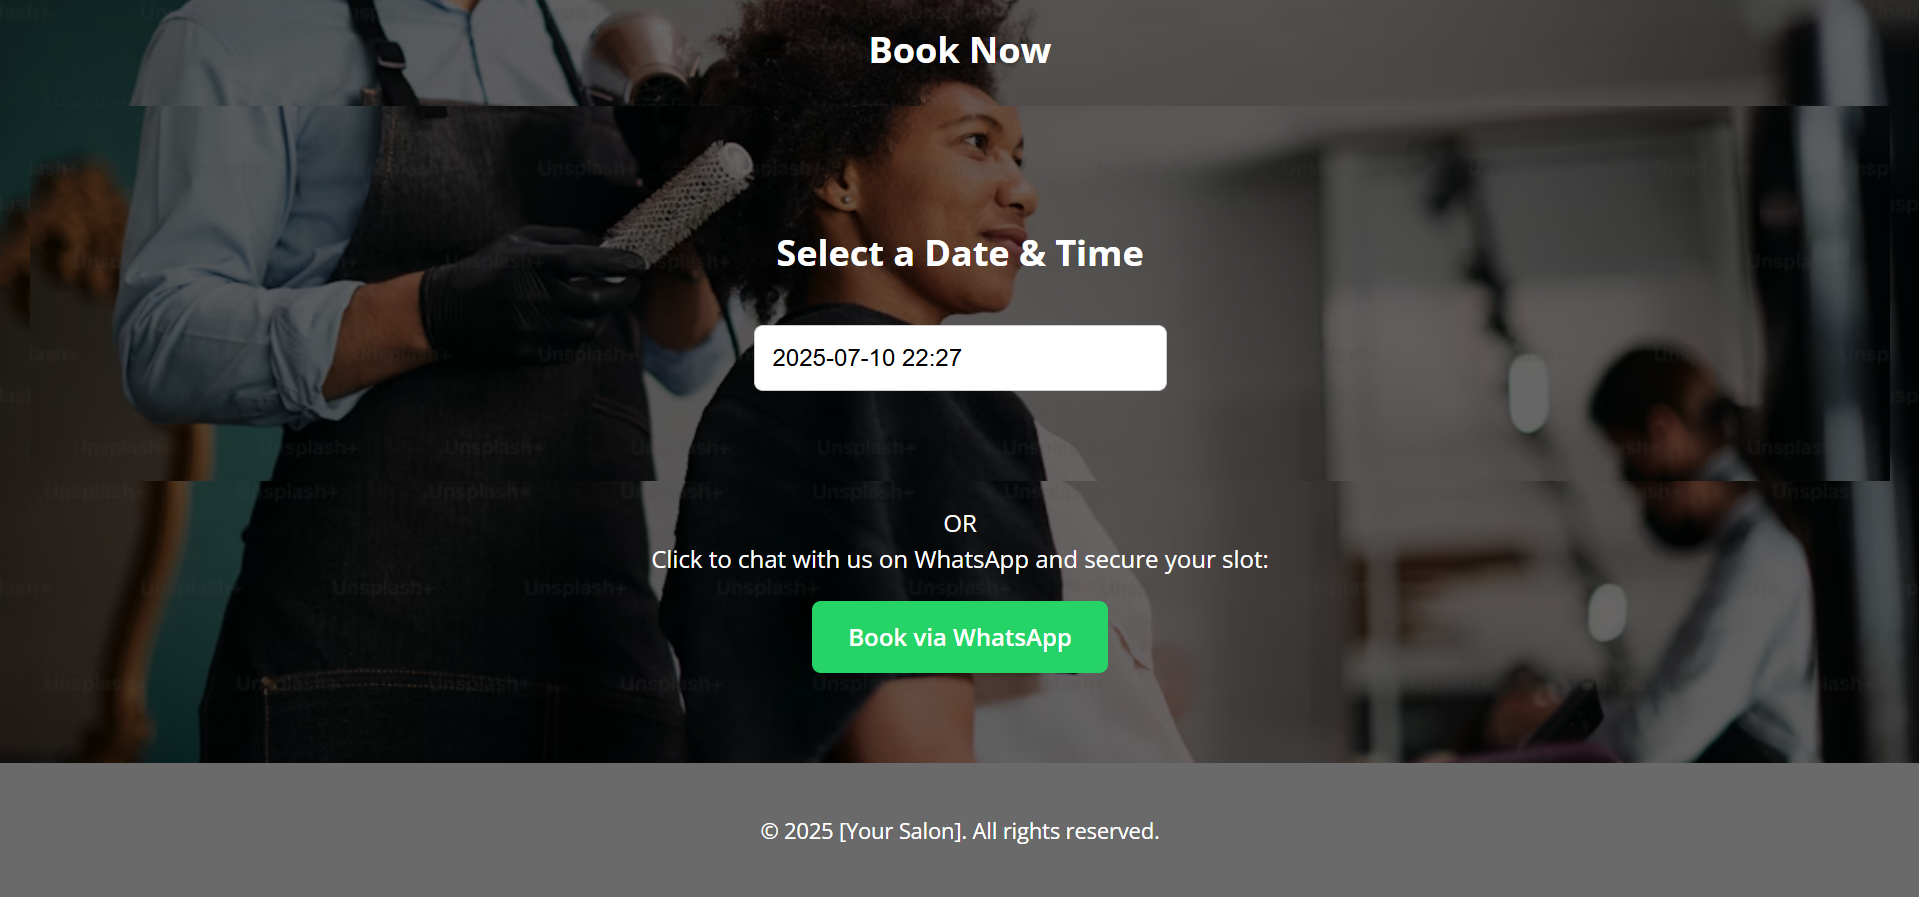 Book Now
Select a Date & Time
2025-07-10 22:27
OR
Click to chat with us on WhatsApp and secure your slot:
Book via WhatsApp
© 2025 [Your Salon]. All rights reserved.
Unsplash+